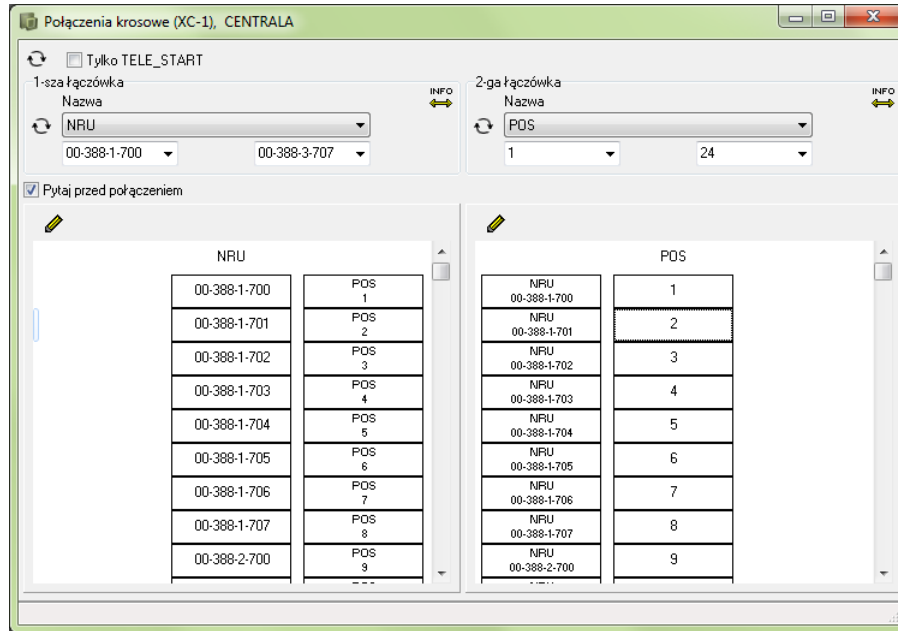 Połączenia krosowe (XC-1), CENTRALA
Tylko TELE_START
1-sza łączówka
INFO
Nazwa
NRU
00-388-1-700
00-388-3-707
2-ga łączówka
INFO
Nazwa
POS
1
24
Pytaj przed połączeniem
NRU
00-388-1-700
POS
1
00-388-1-701
POS
2
00-388-1-702
POS
3
00-388-1-703
POS
4
00-388-1-704
POS
5
00-388-1-705
POS
6
00-388-1-706
POS
7
00-388-1-707
POS
8
00-388-2-700
POS
9
POS
NRU
00-388-1-700
1
NRU
00-388-1-701
2
NRU
00-388-1-702
3
NRU
00-388-1-703
4
NRU
00-388-1-704
5
NRU
00-388-1-705
6
NRU
00-388-1-706
7
NRU
00-388-1-707
8
NRU
00-388-2-700
9